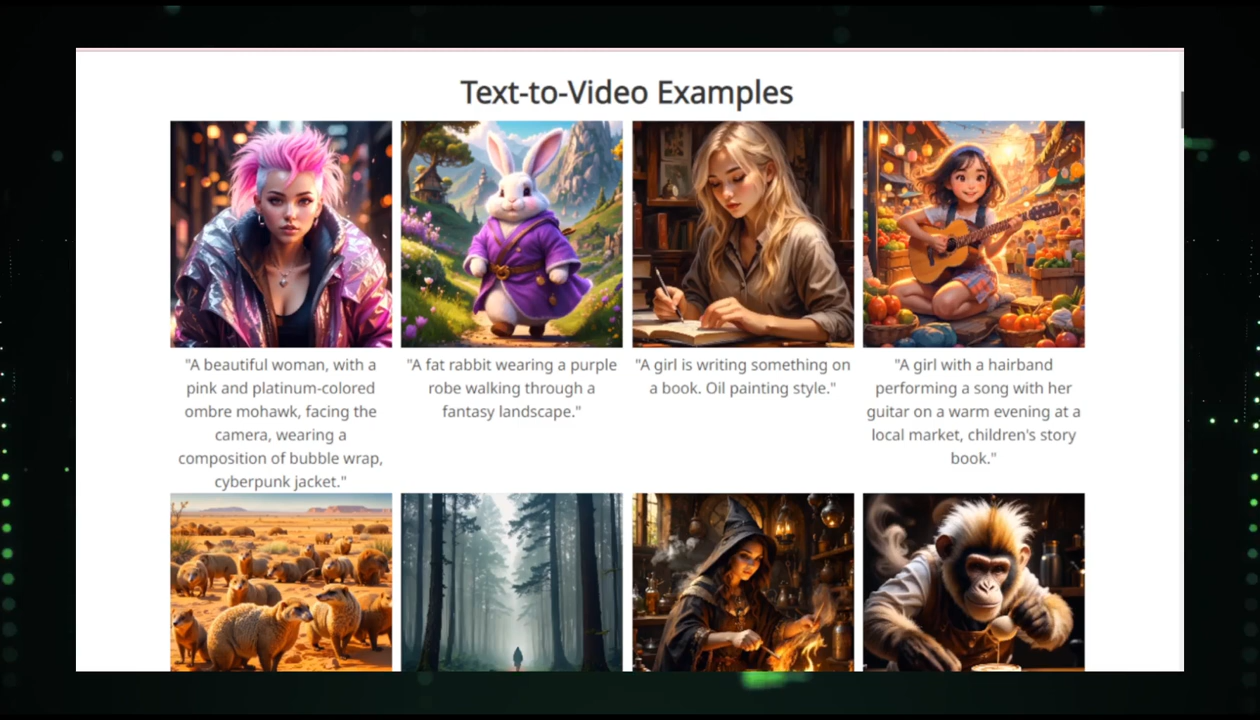 Text-to-Video Examples
"A beautiful woman, with a
pink and platinum-colored
ombre mohawk, facing the
camera, wearing a
composition of bubble wrap,
cyberpunk jacket."
"A fat rabbit wearing a purple
robe walking through a
fantasy landscape."
"A girl is writing something on
a book. Oil painting style."
"A girl with a hairband
performing a song with her
guitar on a warm evening at a
local market, children's story
book."